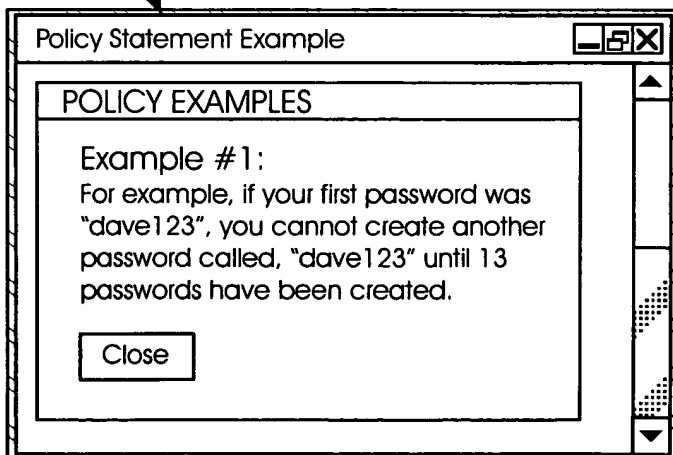 Policy Statement Example
POLICY EXAMPLES
Example #1:
For example, if your first password was
“dave123”, you cannot create another
password called, “dave123” until 13
passwords have been created.
Close